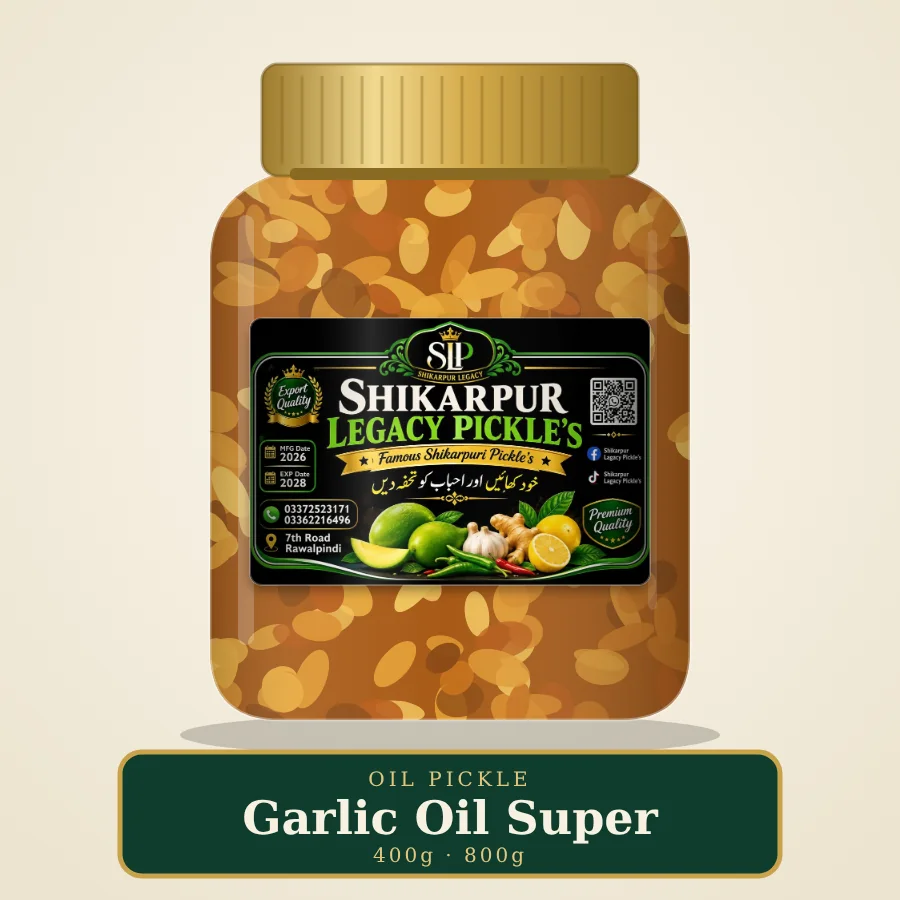 SLP
SHIKARPUR LEGACY
SHIKARPUR
LEGACY PICKLE'S
Famous Shikarpuri Pickle's
خود کھائیں اور احباب کو تحفہ دیں
Export
Quality
MFG Date
2026
EXP Date
2028
03372523171
03362216496
7th Road
Rawalpindi
Shikarpur
Legacy Pickle's
Shikarpur
Legacy Pickle's
Premium
Quality
OIL PICKLE
Garlic Oil Super
400g · 800g